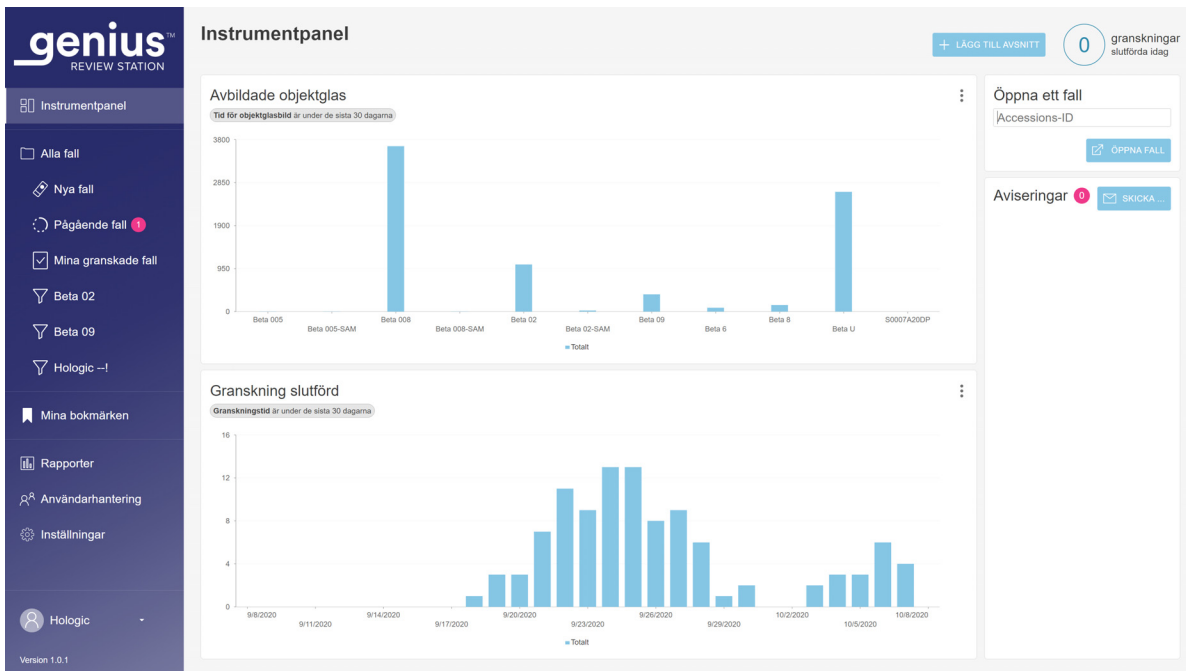 genius™
REVIEW STATION
Instrumentpanel
Alla fall
Nya fall
Pågående fall 1
Mina granskade fall
Beta 02
Beta 09
Hologic --!
Mina bokmärken
Rapporter
Användarhantering
Inställningar
Hologic
Version 1.0.1
Instrumentpanel
+ LÄGG TILL AVSNITT
0
granskningar
slutförda idag
Avbildade objektglas
Tid för objektglasbild är under de sista 30 dagarna
3800
2850
1900
950
0
Beta 005
Beta 005-SAM
Beta 008
Beta 008-SAM
Beta 02
Beta 02-SAM
Beta 09
Beta 6
Beta 8
Beta U
S0007A20DP
Totalt
Granskning slutförd
Granskningstid är under de sista 30 dagarna
16
12
8
4
0
9/8/2020
9/11/2020
9/14/2020
9/17/2020
9/20/2020
9/23/2020
9/26/2020
9/29/2020
10/2/2020
10/5/2020
10/8/2020
Totalt
Öppna ett fall
Accessions-ID
ÖPPNA FALL
Aviseringar 0
SKICKA ...